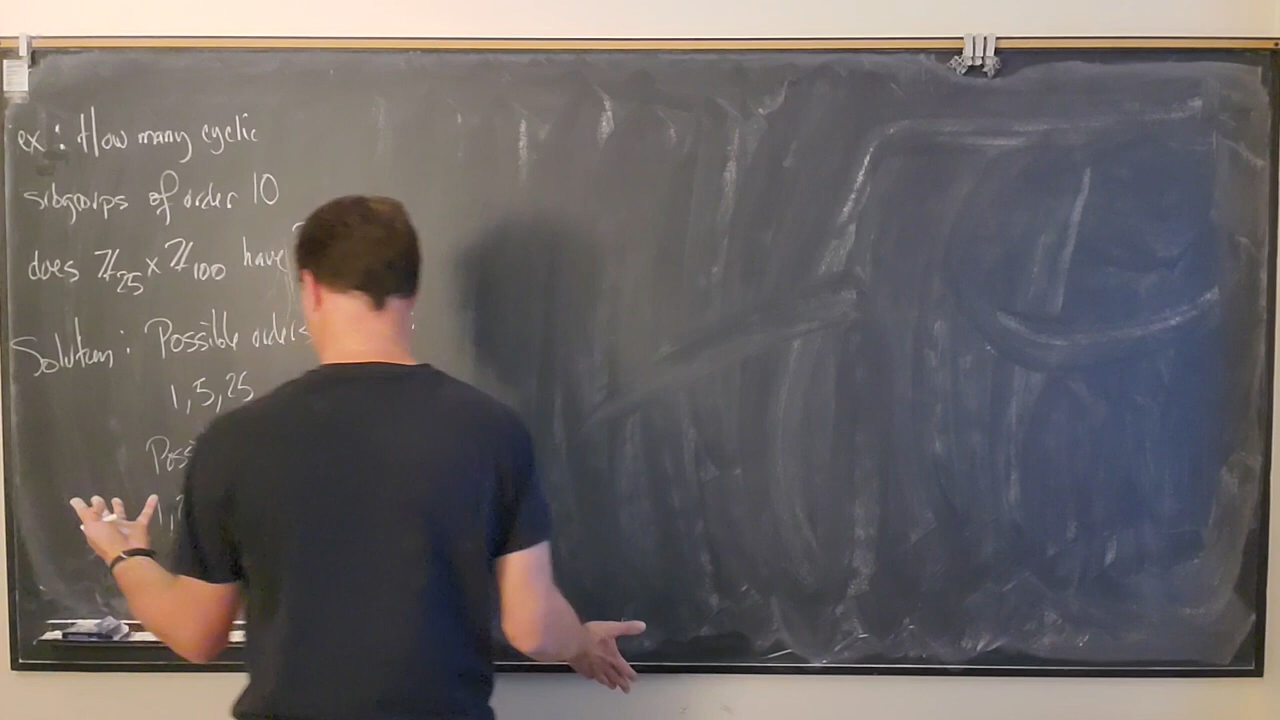 ex: How many cyclic
subgroups of order 10
does ℤ₂₅ × ℤ₁₀₀ have
Solution: Possible orders
1, 5, 25